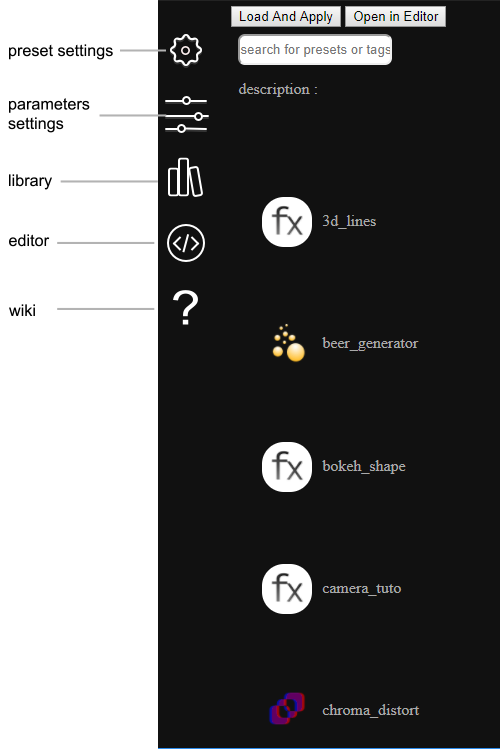 Load And Apply Open in Editor
preset settings
search for presets or tags
description :
parameters
settings
library
editor
wiki
?
</>
fx 3d_lines
beer_generator
fx bokeh_shape
fx camera_tuto
chroma_distort